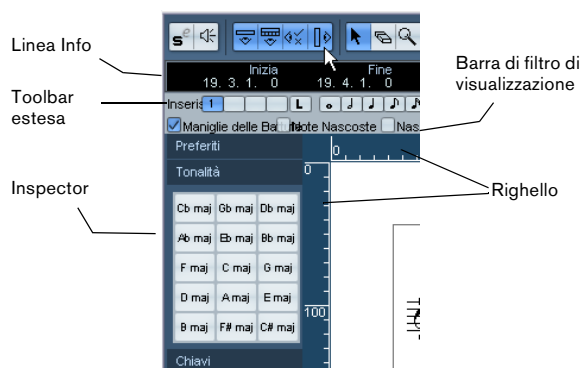 Linea Info
Toolbar
estesa
Inspector
Barra di filtro di
visualizzazione
Righello
Inizia Fine
19. 3. 1. 0 19. 4. 1. 0
Inseris 1 L
Maniglie delle Battute Note Nascoste Nas
Preferiti
0
Tonalità
0
Cb maj Gb maj Db maj
Ab maj Eb maj Bb maj
F maj C maj G maj
D maj A maj E maj
B maj F# maj C# maj
100
Chiavi